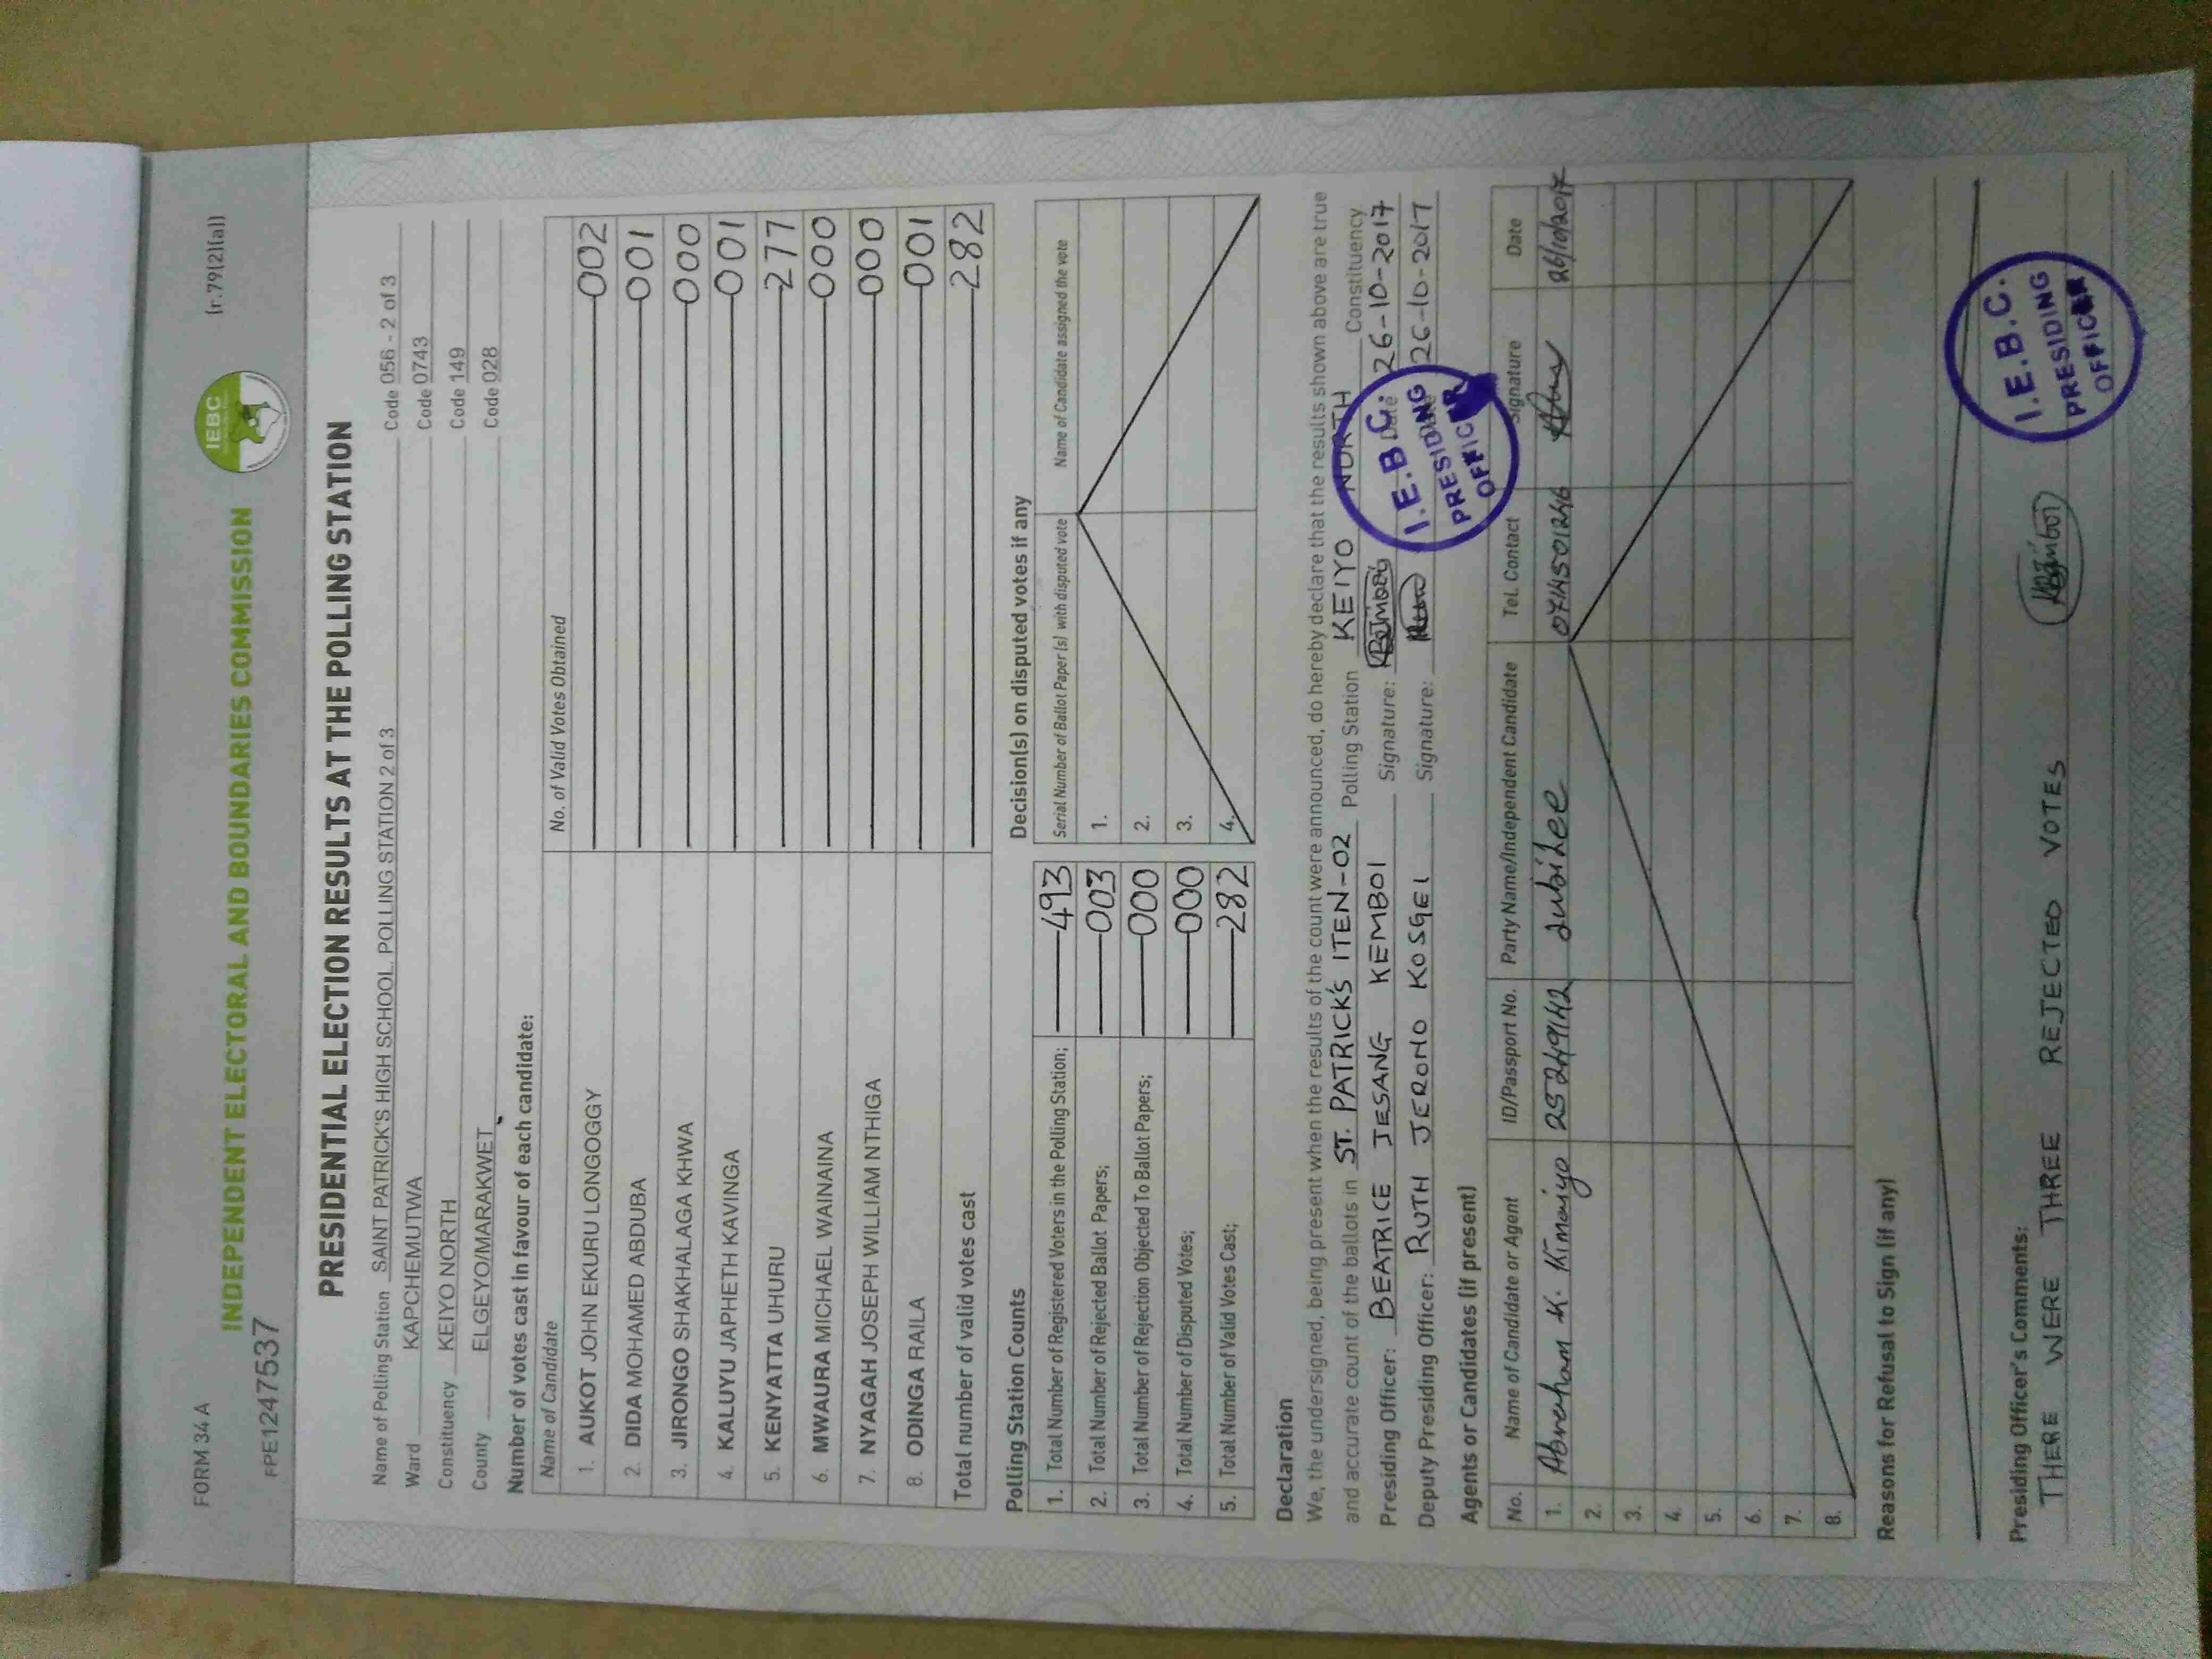 FORM 34 A
(r.79(2)(a))
IEBC
INDEPENDENT ELECTORAL AND BOUNDARIES COMMISSION
FPE1247537
PRESIDENTIAL ELECTION RESULTS AT THE POLLING STATION
Name of Polling Station SAINT PATRICK'S HIGH SCHOOL, POLLING STATION 2 of 3 Code 056 - 2 of 3
Ward KAPCHEMUTWA Code 0743
Constituency KEIYO NORTH Code 149
County ELGEYO/MARAKWET Code 028
Number of votes cast in favour of each candidate:
Name of Candidate No. of Valid Votes Obtained
1. AUKOT JOHN EKURU LONGOGGY 002
2. DIDA MOHAMED ABDUBA 001
3. JIRONGO SHAKHALAGA KHWA 000
4. KALUYU JAPHETH KAVINGA 001
5. KENYATTA UHURU 277
6. MWAURA MICHAEL WAINAINA 000
7. NYAGAH JOSEPH WILLIAM NTHIGA 000
8. ODINGA RAILA 001
Total number of valid votes cast 282
Polling Station Counts
1. Total Number of Registered Voters in the Polling Station; 493
2. Total Number of Rejected Ballot Papers; 003
3. Total Number of Rejection Objected To Ballot Papers; 000
4. Total Number of Disputed Votes; 000
5. Total Number of Valid Votes Cast; 282
Decision(s) on disputed votes if any
Serial Number of Ballot Paper (s) with disputed vote Name of Candidate assigned the vote
1.
2.
3.
4.
Declaration
We, the undersigned, being present when the results of the count were announced, do hereby declare that the results shown above are true
and accurate count of the ballots in ST. PATRICK'S ITEN-02 Polling Station KEIYO NORTH Constituency
Presiding Officer: BEATRICE JESANG KEMBOI Signature: Date 26-10-2017
Deputy Presiding Officer: RUTH JERONO KOSGEI Signature: 26-10-2017
I.E.B.C.
PRESIDING
OFFICER
Agents or Candidates (if present)
No. Name of Candidate or Agent ID/Passport No. Party Name/Independent Candidate Tel. Contact Signature Date
1. Abraham K. Kimaiyo 25249142 Jubilee 0714501246 26/10/2017
2.
3.
4.
5.
6.
7.
8.
Reasons for Refusal to Sign (if any)
Presiding Officer's Comments:
THERE WERE THREE REJECTED VOTES
I.E.B.C.
PRESIDING
OFFICER